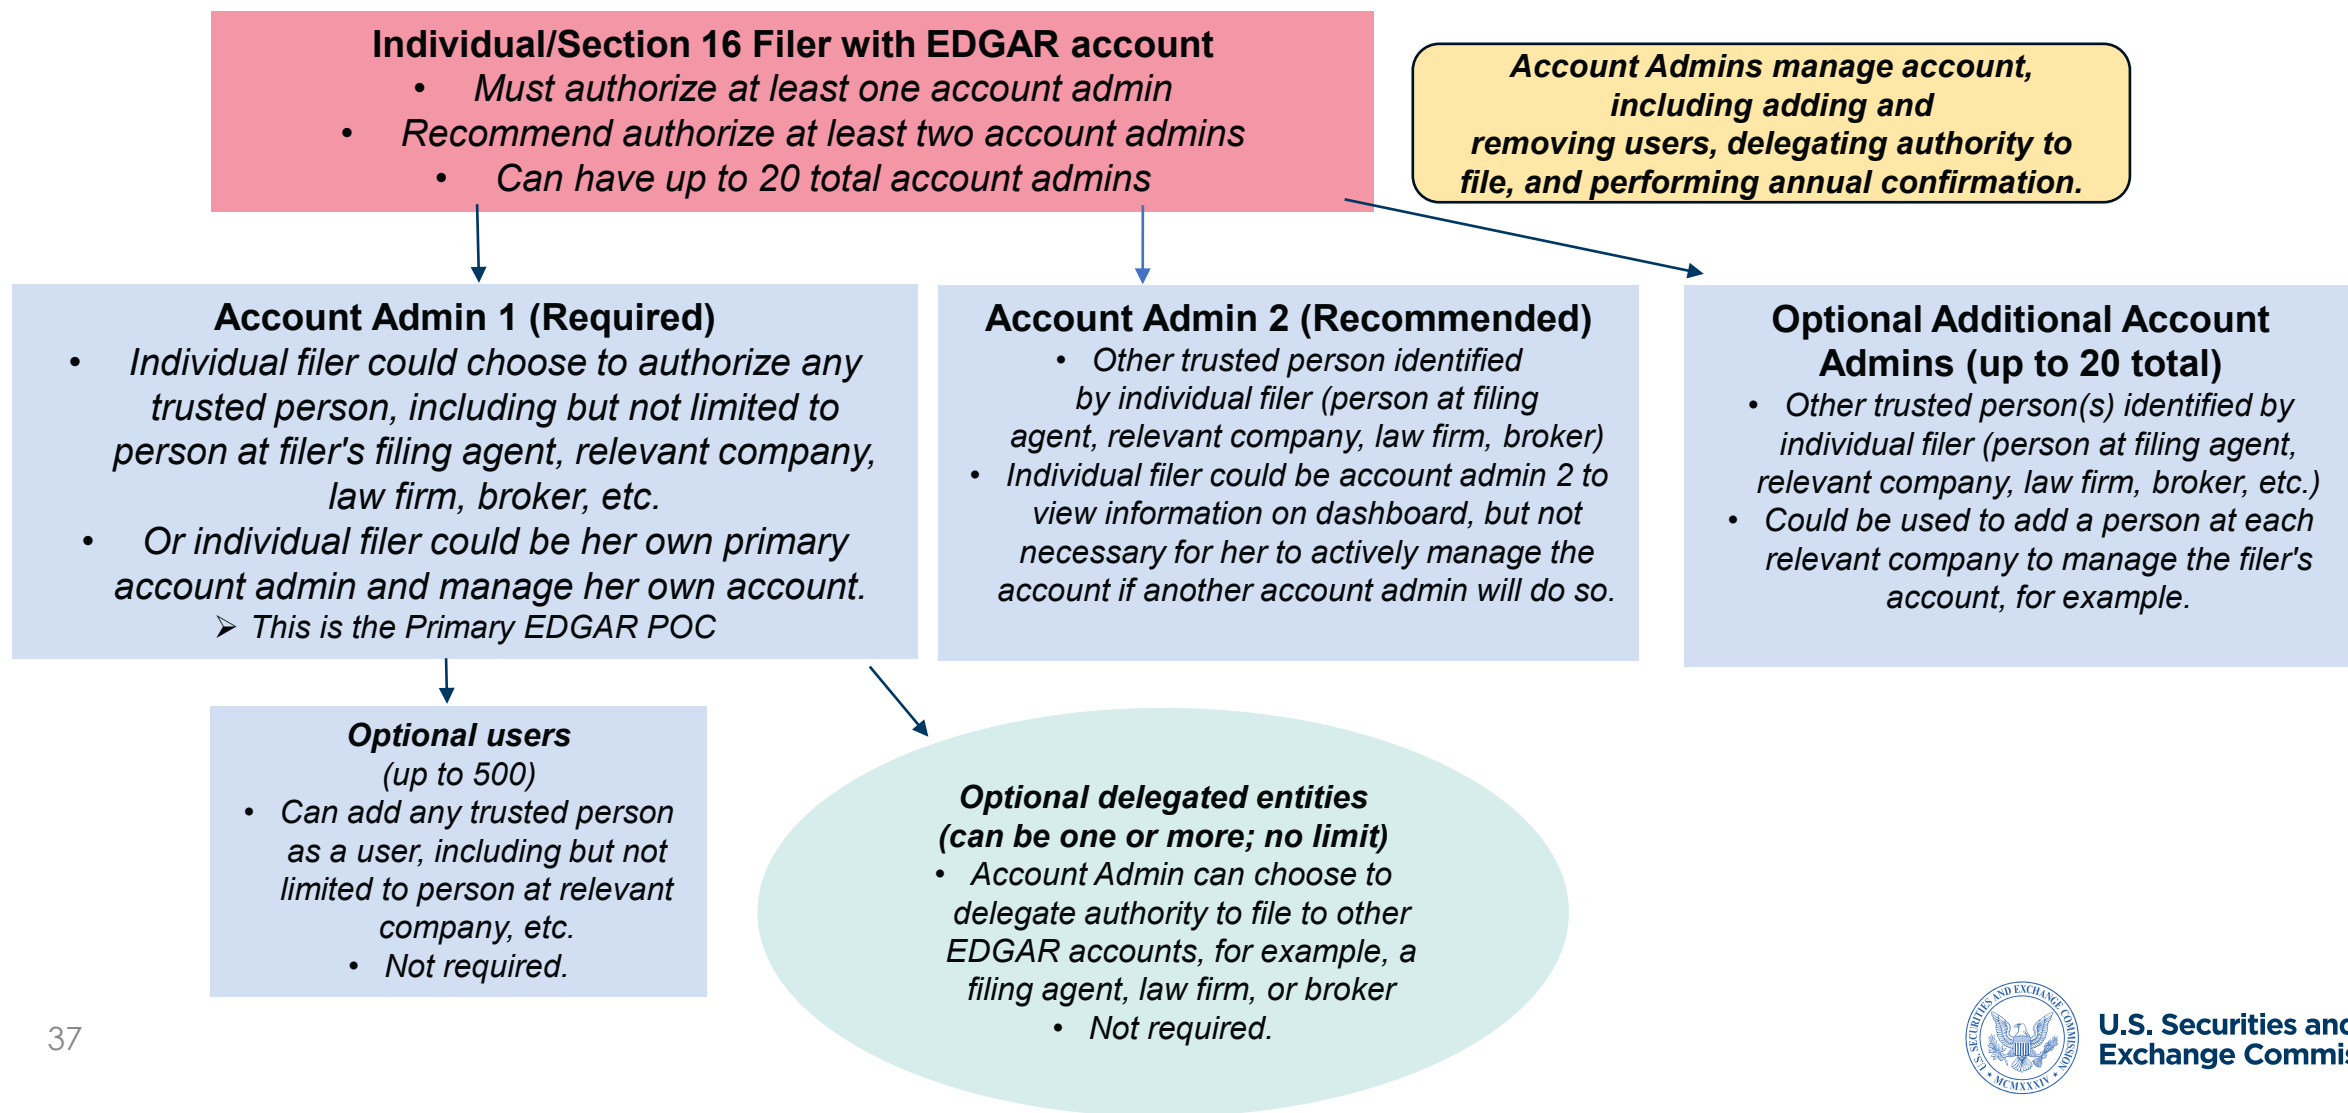 Individual/Section 16 Filer with EDGAR account
• Must authorize at least one account admin
• Recommend authorize at least two account admins
• Can have up to 20 total account admins
Account Admins manage account,
including adding and
removing users, delegating authority to
file, and performing annual confirmation.
Account Admin 1 (Required)
• Individual filer could choose to authorize any
trusted person, including but not limited to
person at filer's filing agent, relevant company,
law firm, broker, etc.
• Or individual filer could be her own primary
account admin and manage her own account.
➢ This is the Primary EDGAR POC
Account Admin 2 (Recommended)
• Other trusted person identified
by individual filer (person at filing
agent, relevant company, law firm, broker)
• Individual filer could be account admin 2 to
view information on dashboard, but not
necessary for her to actively manage the
account if another account admin will do so.
Optional Additional Account
Admins (up to 20 total)
• Other trusted person(s) identified by
individual filer (person at filing agent,
relevant company, law firm, broker, etc.)
• Could be used to add a person at each
relevant company to manage the filer's
account, for example.
Optional users
(up to 500)
• Can add any trusted person
as a user, including but not
limited to person at relevant
company, etc.
• Not required.
Optional delegated entities
(can be one or more; no limit)
• Account Admin can choose to
delegate authority to file to other
EDGAR accounts, for example, a
filing agent, law firm, or broker
• Not required.
37
U.S. SECURITIES AND EXCHANGE COMMISSION
MCMXXXIV
U.S. Securities and
Exchange Commis